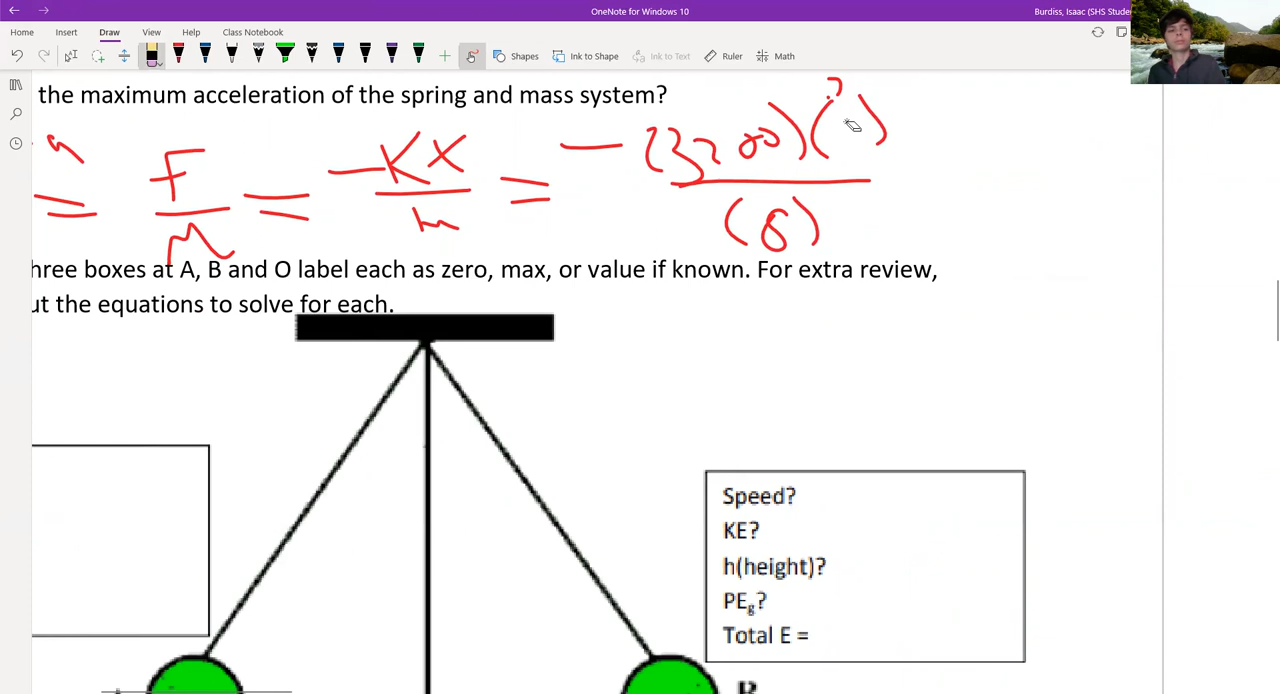 OneNote for Windows 10
Burdiss, Isaac (SHS Stude
Home Insert Draw View Help Class Notebook
Shapes Ink to Shape Ink to Text Ruler Math
the maximum acceleration of the spring and mass system?
a = F/M = -Kx/m = -(3200)( )/(8)
hree boxes at A, B and O label each as zero, max, or value if known. For extra review,
ut the equations to solve for each.
Speed?
KE?
h(height)?
PEg?
Total E =
B